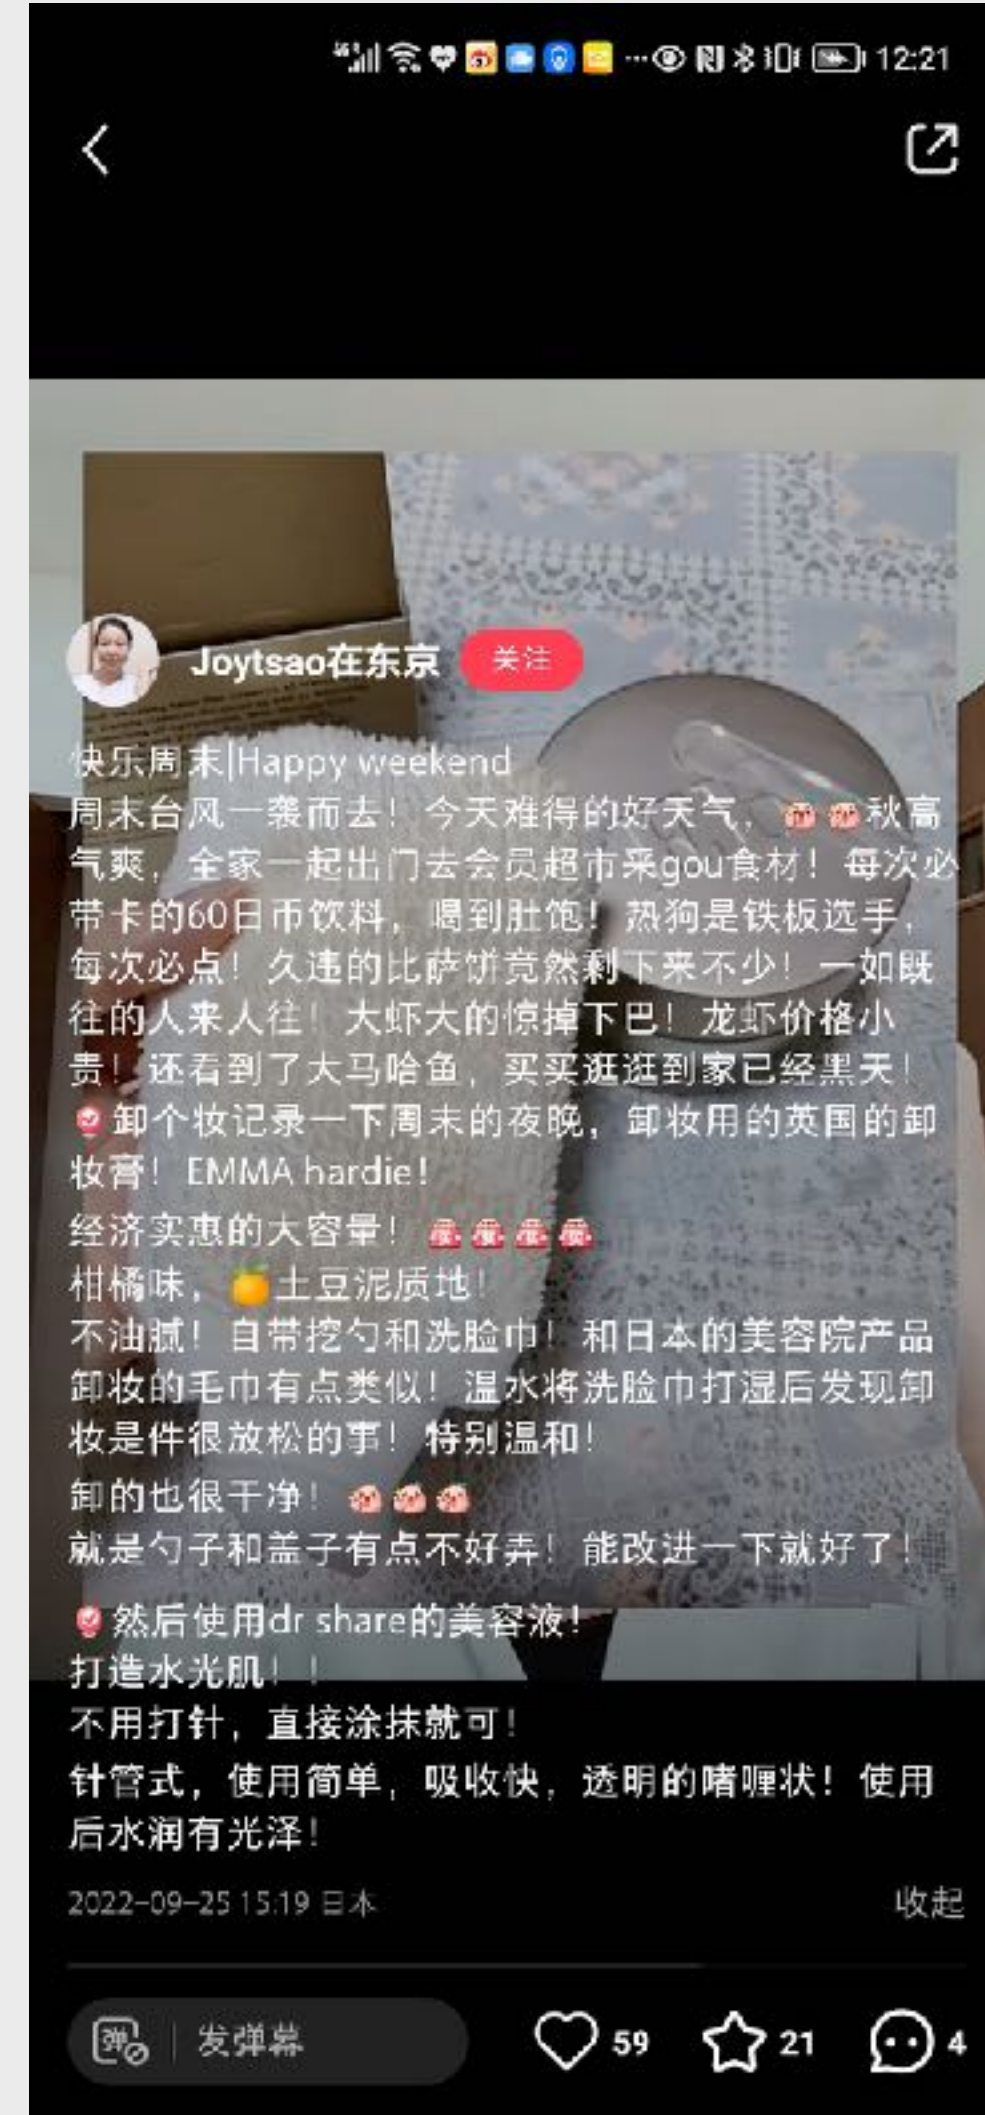 12:21
Joytsao在东京 关注
快乐周末|Happy weekend
周末台风一袭而去！今天难得的好天气，秋高
气爽，全家一起出门去会员超市来gou食材！每次必
带卡的60日币饮料，喝到肚饱！热狗是铁板选手，
每次必点！久违的比萨饼竟然剩下来不少！一如既
往的人来人往！大虾大的惊掉下巴！龙虾价格小
贵！还看到了大马哈鱼，买买逛逛到家已经黑天！
卸个妆记录一下周末的夜晚，卸妆用的英国的卸
妆膏！EMMA hardie！
经济实惠的大容量！
柑橘味，🍊土豆泥质地！
不油腻！自带挖勺和洗脸巾！和日本的美容院产品
卸妆的毛巾有点类似！温水将洗脸巾打湿后发现卸
妆是件很放松的事！特别温和！
卸的也很干净！
就是勺子和盖子有点不好弄！能改进一下就好了！
然后使用dr share的美容液！
打造水光肌！！
不用打针，直接涂抹就可！
针管式，使用简单，吸收快，透明的啫喱状！使用
后水润有光泽！
2022-09-25 15:19 日本 收起
弹 发弹幕 59 21 4